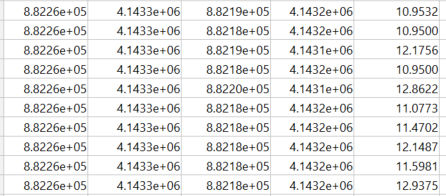 8.8226e+05 4.1433e+06 8.8219e+05 4.1432e+06 10.9532
8.8226e+05 4.1433e+06 8.8218e+05 4.1432e+06 10.9500
8.8226e+05 4.1433e+06 8.8219e+05 4.1431e+06 12.1756
8.8226e+05 4.1433e+06 8.8218e+05 4.1432e+06 10.9500
8.8226e+05 4.1433e+06 8.8220e+05 4.1431e+06 12.8622
8.8226e+05 4.1433e+06 8.8218e+05 4.1432e+06 11.0773
8.8226e+05 4.1433e+06 8.8218e+05 4.1432e+06 11.4702
8.8226e+05 4.1433e+06 8.8218e+05 4.1432e+06 12.1487
8.8226e+05 4.1433e+06 8.8218e+05 4.1432e+06 11.5981
8.8226e+05 4.1433e+06 8.8218e+05 4.1432e+06 12.9371